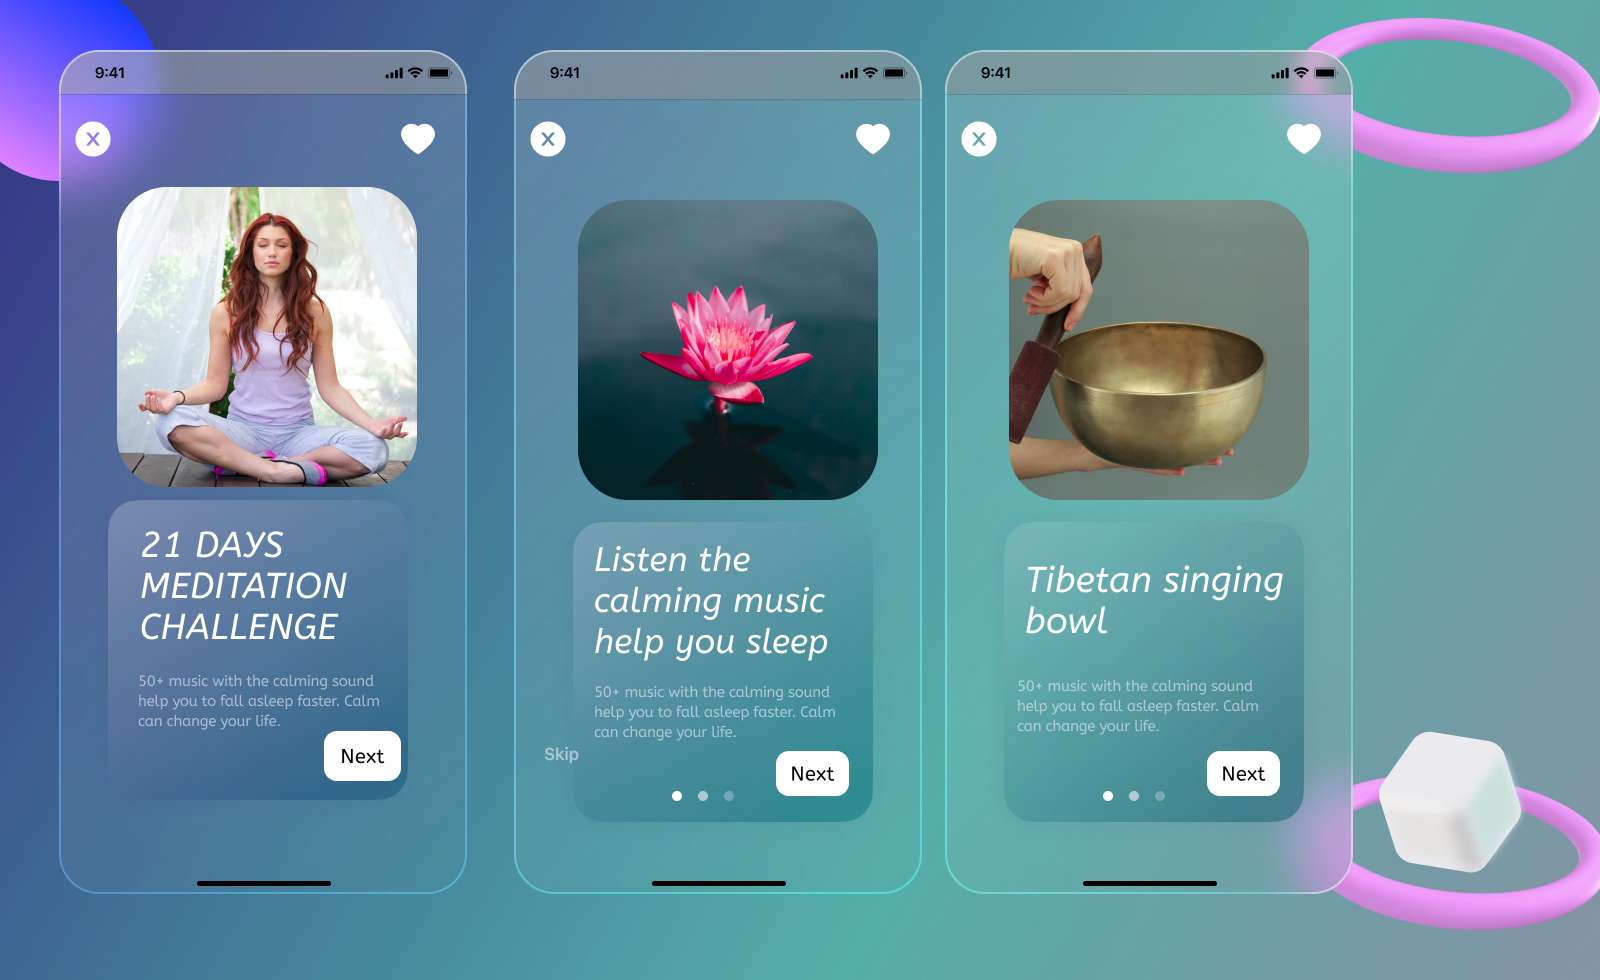 9:41
X
21 DAYS
MEDITATION
CHALLENGE
50+ music with the calming sound
help you to fall asleep faster. Calm
can change your life.
Next
9:41
X
Listen the
calming music
help you sleep
50+ music with the calming sound
help you to fall asleep faster. Calm
can change your life.
Skip
Next
9:41
X
Tibetan singing
bowl
50+ music with the calming sound
help you to fall asleep faster. Calm
can change your life.
Next